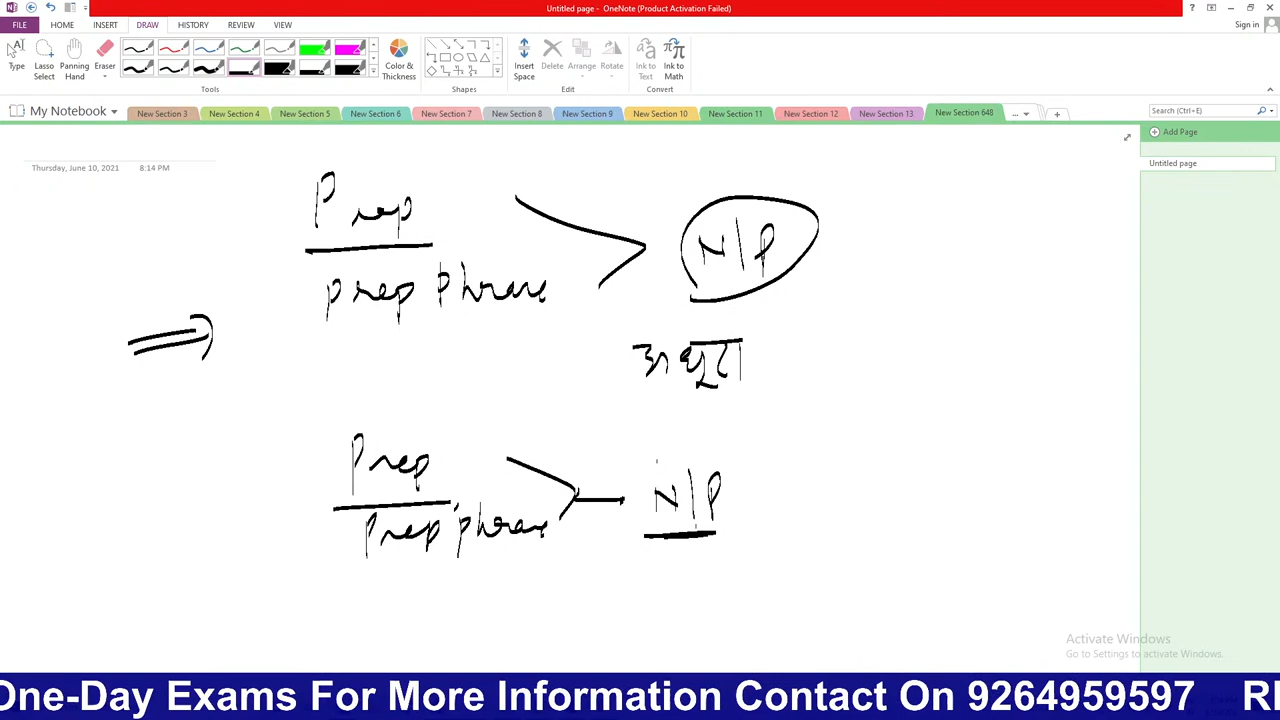 Untitled page - OneNote (Product Activation Failed)
FILE HOME INSERT DRAW HISTORY REVIEW VIEW
Sign in
Type
Lasso Select
Panning Hand
Eraser
Color & Thickness
Insert Space
Delete
Arrange
Rotate
Ink to Text
Ink to Math
Tools Shapes Edit Convert
My Notebook New Section 3 New Section 4 New Section 5 New Section 6 New Section 7 New Section 8 New Section 9 New Section 10 New Section 11 New Section 12 New Section 13 New Section 648 ... Search (Ctrl+E)
Add Page
Untitled page
Thursday, June 10, 2021 8:14 PM
Prep
N|P
prep phrase
अधूरा
Prep
N|P
Prep phrase
Activate Windows
Go to Settings to activate Windows.
One-Day Exams For More Information Contact On 9264959597